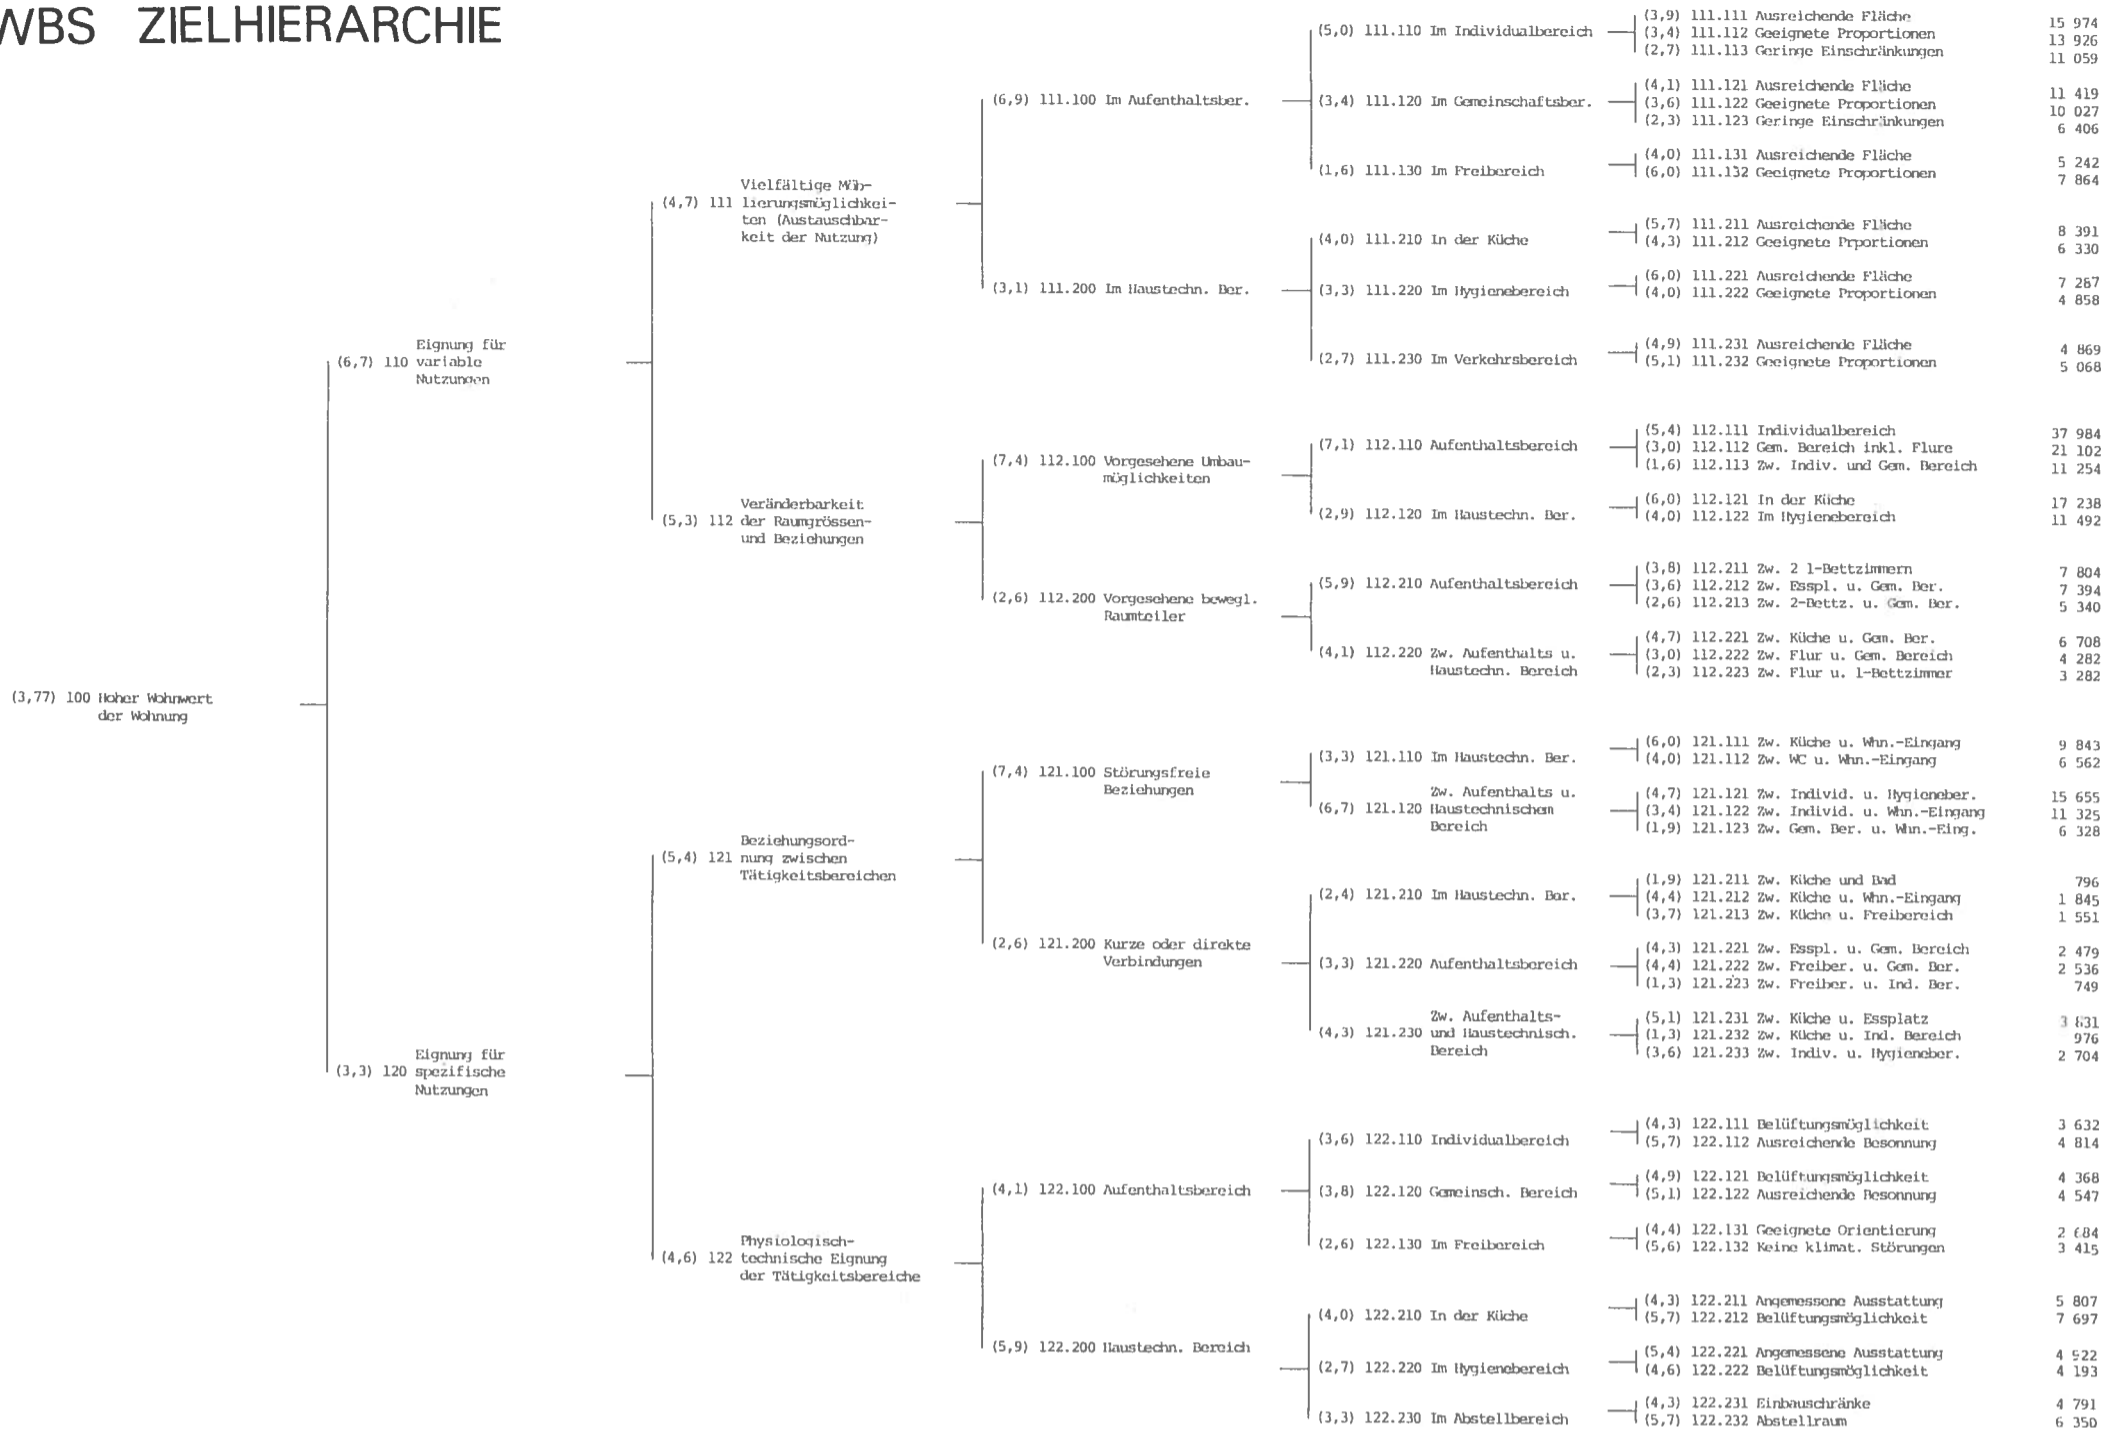 WBS ZIELHIERARCHIE
(3,77) 100 Hoher Wohnwert
der Wohnung
(6,7) 110 Eignung für
variable
Nutzungen
(3,3) 120 Eignung für
spezifische
Nutzungen
(4,7) 111 Vielfältige Möb-
lierungsmöglichkei-
ten (Austauschbar-
keit der Nutzung)
(5,3) 112 Veränderbarkeit
der Raumgrössen-
und Beziehungen
(5,4) 121 Beziehungsord-
nung zwischen
Tätigkeitsbereichen
(4,6) 122 Physiologisch-
technische Eignung
der Tätigkeitsbereiche
(6,9) 111.100 Im Aufenthaltsber.
(3,1) 111.200 Im Haustechn. Ber.
(7,4) 112.100 Vorgesehene Umbau-
möglichkeiten
(2,6) 112.200 Vorgesehene bewegl.
Raumteiler
(7,4) 121.100 Störungsfreie
Beziehungen
(2,6) 121.200 Kurze oder direkte
Verbindungen
(4,1) 122.100 Aufenthaltsbereich
(5,9) 122.200 Haustechn. Bereich
(5,0) 111.110 Im Individualbereich
(3,4) 111.120 Im Gemeinschaftsber.
(1,6) 111.130 Im Freibereich
(4,0) 111.210 In der Küche
(3,3) 111.220 Im Hygienebereich
(2,7) 111.230 Im Verkehrsbereich
(7,1) 112.110 Aufenthaltsbereich
(2,9) 112.120 Im Haustechn. Ber.
(5,9) 112.210 Aufenthaltsbereich
(4,1) 112.220 Zw. Aufenthalts u.
Haustechn. Bereich
(3,3) 121.110 Im Haustechn. Ber.
(6,7) 121.120 Zw. Aufenthalts u.
Haustechnischem
Bereich
(2,4) 121.210 Im Haustechn. Ber.
(3,3) 121.220 Aufenthaltsbereich
(4,3) 121.230 Zw. Aufenthalts-
und Haustechnisch.
Bereich
(3,6) 122.110 Individualbereich
(3,8) 122.120 Gemeinsch. Bereich
(2,6) 122.130 Im Freibereich
(4,0) 122.210 In der Küche
(2,7) 122.220 Im Hygienebereich
(3,3) 122.230 Im Abstellbereich
(3,9) 111.111 Ausreichende Fläche 15 974
(3,4) 111.112 Geeignete Proportionen 13 926
(2,7) 111.113 Geringe Einschränkungen 11 059
(4,1) 111.121 Ausreichende Fläche 11 419
(3,6) 111.122 Geeignete Proportionen 10 027
(2,3) 111.123 Geringe Einschränkungen 6 406
(4,0) 111.131 Ausreichende Fläche 5 242
(6,0) 111.132 Geeignete Proportionen 7 864
(5,7) 111.211 Ausreichende Fläche 8 391
(4,3) 111.212 Geeignete Prportionen 6 330
(6,0) 111.221 Ausreichende Fläche 7 287
(4,0) 111.222 Geeignete Proportionen 4 858
(4,9) 111.231 Ausreichende Fläche 4 869
(5,1) 111.232 Geeignete Proportionen 5 068
(5,4) 112.111 Individualbereich 37 984
(3,0) 112.112 Gem. Bereich inkl. Flure 21 102
(1,6) 112.113 Zw. Indiv. und Gem. Bereich 11 254
(6,0) 112.121 In der Küche 17 238
(4,0) 112.122 Im Hygienebereich 11 492
(3,8) 112.211 Zw. 2 1-Bettzimmern 7 804
(3,6) 112.212 Zw. Esspl. u. Gem. Ber. 7 394
(2,6) 112.213 Zw. 2-Bettz. u. Gem. Ber. 5 340
(4,7) 112.221 Zw. Küche u. Gem. Ber. 6 708
(3,0) 112.222 Zw. Flur u. Gem. Bereich 4 282
(2,3) 112.223 Zw. Flur u. 1-Bettzimmer 3 282
(6,0) 121.111 Zw. Küche u. Whn.-Eingang 9 843
(4,0) 121.112 Zw. WC u. Whn.-Eingang 6 562
(4,7) 121.121 Zw. Individ. u. Hygieneber. 15 655
(3,4) 121.122 Zw. Individ. u. Whn.-Eingang 11 325
(1,9) 121.123 Zw. Gem. Ber. u. Whn.-Eing. 6 328
(1,9) 121.211 Zw. Küche und Bad 796
(4,4) 121.212 Zw. Küche u. Whn.-Eingang 1 845
(3,7) 121.213 Zw. Küche u. Freibereich 1 551
(4,3) 121.221 Zw. Esspl. u. Gem. Bereich 2 479
(4,4) 121.222 Zw. Freiber. u. Gem. Ber. 2 536
(1,3) 121.223 Zw. Freiber. u. Ind. Ber. 749
(5,1) 121.231 Zw. Küche u. Essplatz 3
(1,3) 121.232 Zw. Küche u. Ind. Bereich 976
(3,6) 121.233 Zw. Indiv. u. Hygieneber. 2 704
(4,3) 122.111 Belüftungsmöglichkeit 3 632
(5,7) 122.112 Ausreichende Besonnung 4 814
(4,9) 122.121 Belüftungsmöglichkeit 4 368
(5,1) 122.122 Ausreichende Besonnung 4 547
(4,4) 122.131 Geeignete Orientierung 2
(5,6) 122.132 Keine klimat. Störungen 3 415
(4,3) 122.211 Angemessene Ausstattung 5 807
(5,7) 122.212 Belüftungsmöglichkeit 7 697
(5,4) 122.221 Angemessene Ausstattung 4 922
(4,6) 122.222 Belüftungsmöglichkeit 4 193
(4,3) 122.231 Einbauschränke 4 791
(5,7) 122.232 Abstellraum 6 350